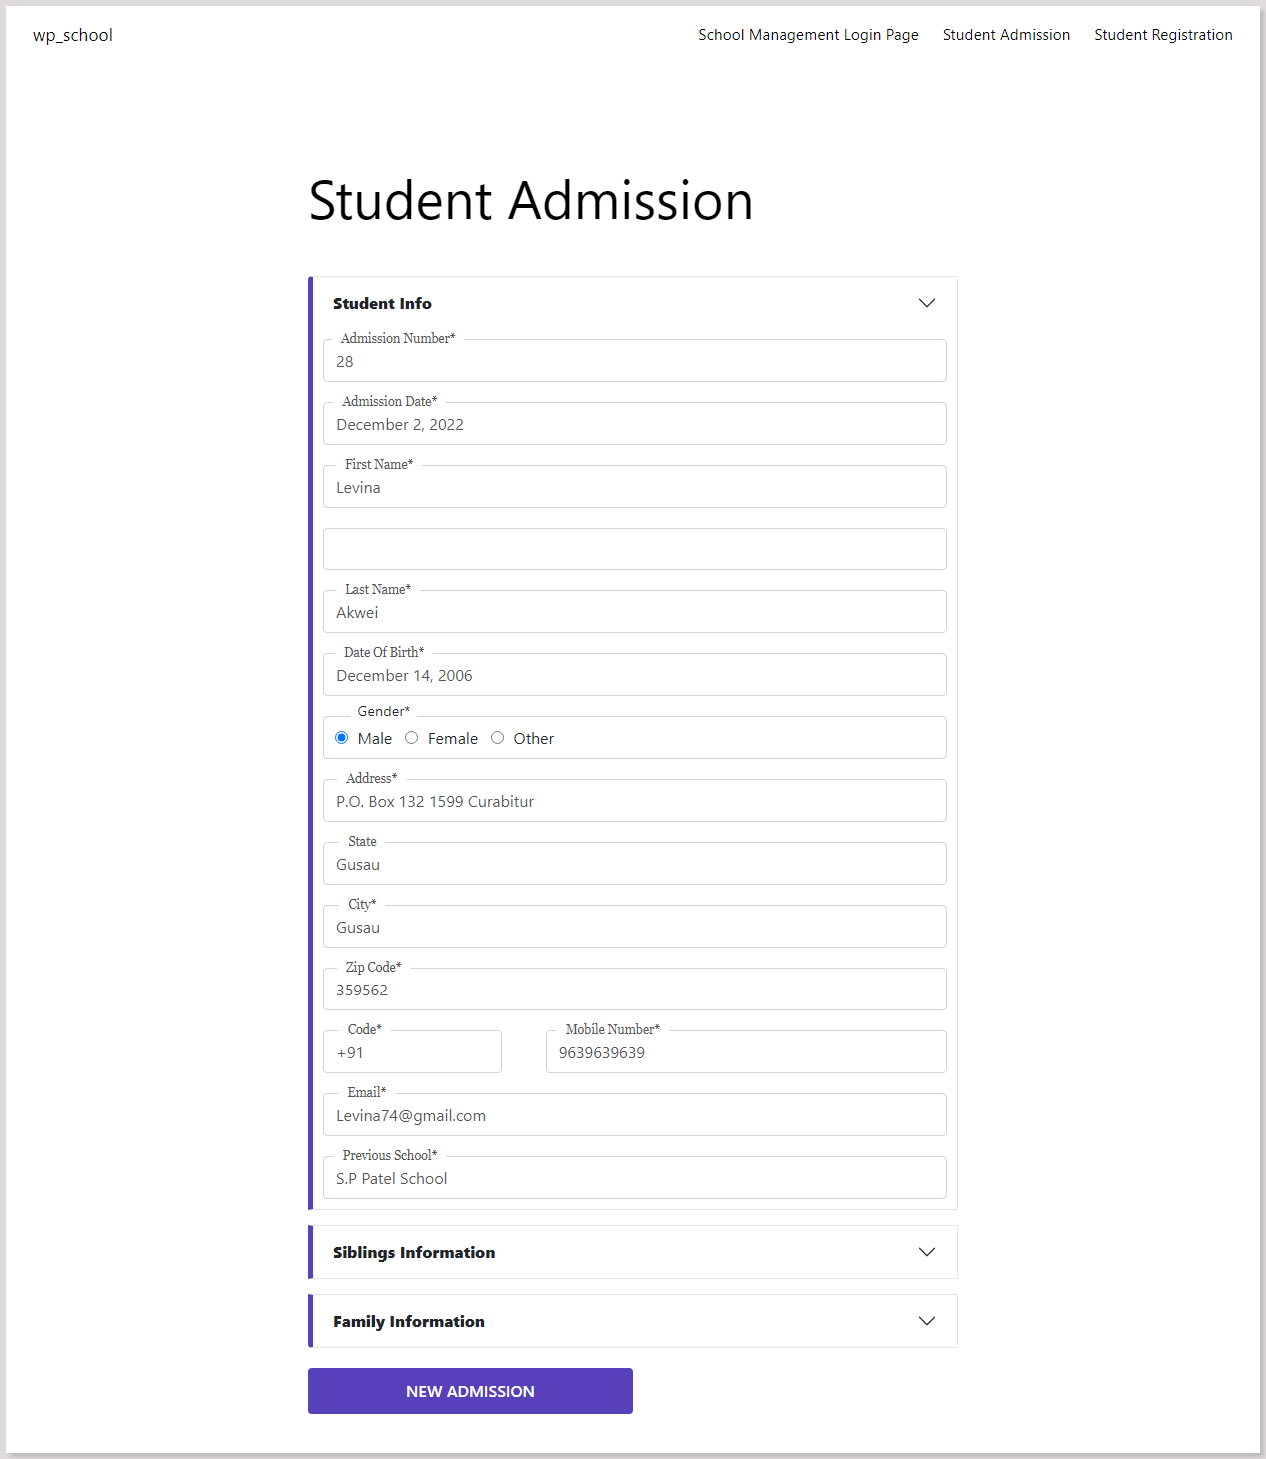 wp_school
School Management Login Page Student Admission Student Registration
Student Admission
Student Info
Admission Number*
28
Admission Date*
December 2, 2022
First Name*
Levina
Last Name*
Akwei
Date Of Birth*
December 14, 2006
Gender*
Male Female Other
Address*
P.O. Box 132 1599 Curabitur
State
Gusau
City*
Gusau
Zip Code*
359562
Code* Mobile Number*
+91 9639639639
Email*
Levina74@gmail.com
Previous School*
S.P Patel School
Siblings Information
Family Information
NEW ADMISSION